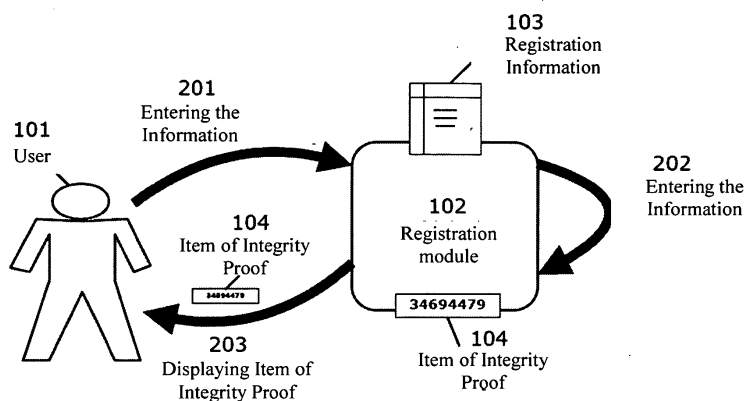 103
Registration
Information
201
Entering the
Information
101
User
202
Entering the
Information
104
Item of Integrity
Proof
102
Registration
module
34694479
34694479
203
Displaying Item of
Integrity Proof
104
Item of Integrity
Proof